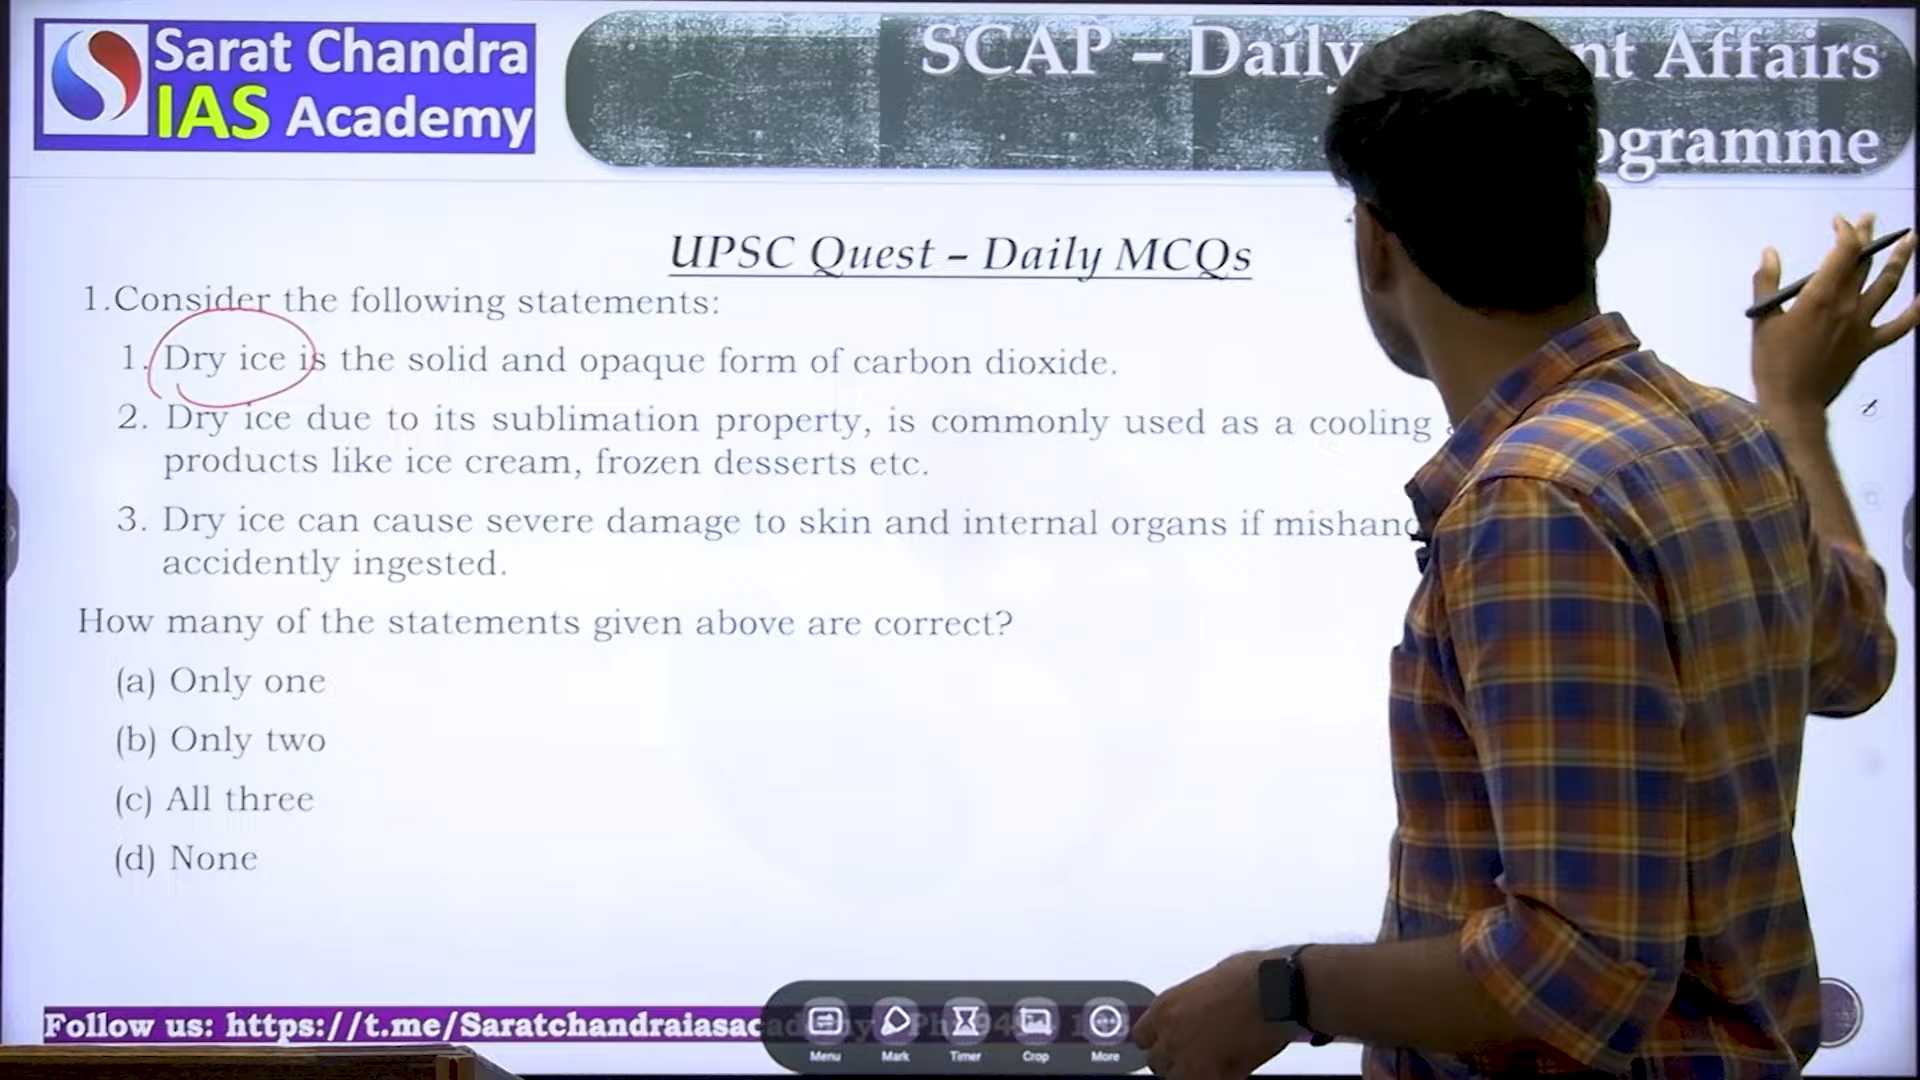 Sarat Chandra
IAS Academy
SCAP – Daily nt Affairs
ogramme
UPSC Quest – Daily MCQs
1.Consider the following statements:
1. Dry ice is the solid and opaque form of carbon dioxide.
2. Dry ice due to its sublimation property, is commonly used as a cooling
products like ice cream, frozen desserts etc.
3. Dry ice can cause severe damage to skin and internal organs if mishand
accidently ingested.
How many of the statements given above are correct?
(a) Only one
(b) Only two
(c) All three
(d) None
Follow us: https://t.me/Saratchandraiasac
Menu Mark Timer Crop More